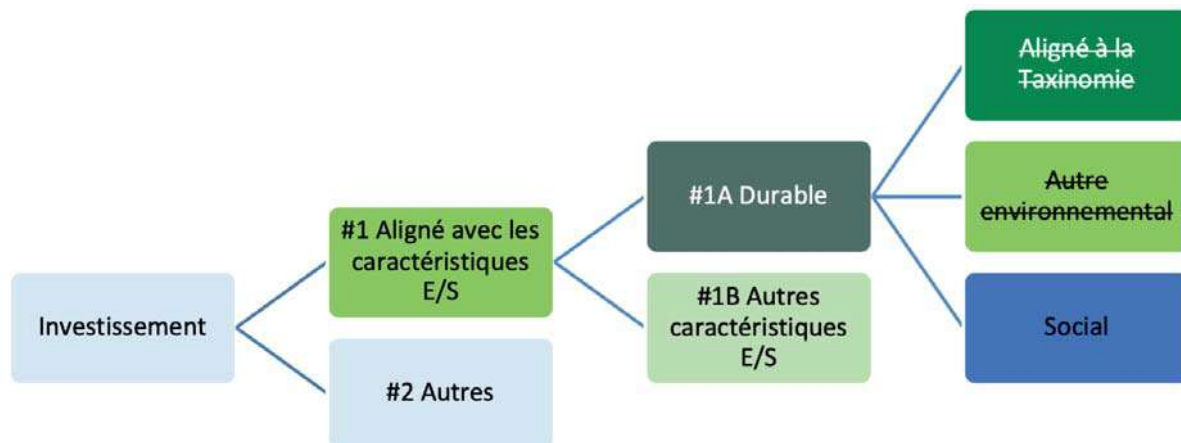 Investissement
#1 Aligné avec les
caractéristiques
E/S
#2 Autres
#1A Durable
#1B Autres
caractéristiques
E/S
Aligné à la
Taxinomie
Autre
environnemental
Social